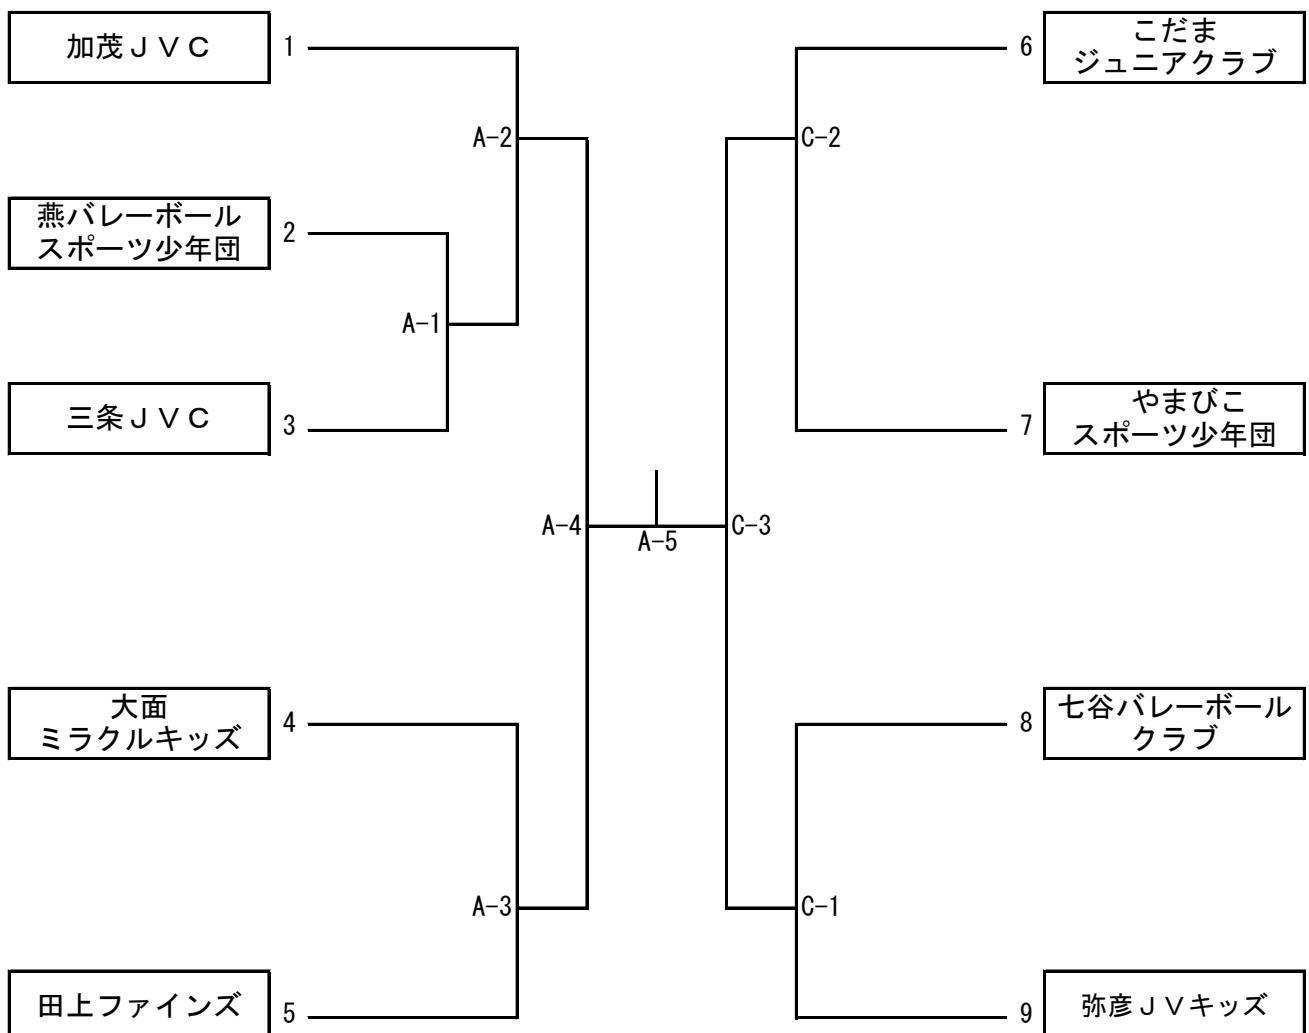 加茂ＪＶＣ
1
A-2
燕バレーボール
スポーツ少年団
2
A-1
三条ＪＶＣ
3
A-4
大面
ミラクルキッズ
4
A-3
田上ファインズ
5
A-5
6
こだま
ジュニアクラブ
C-2
7
やまびこ
スポーツ少年団
C-3
8
七谷バレーボール
クラブ
C-1
9
弥彦ＪＶキッズ